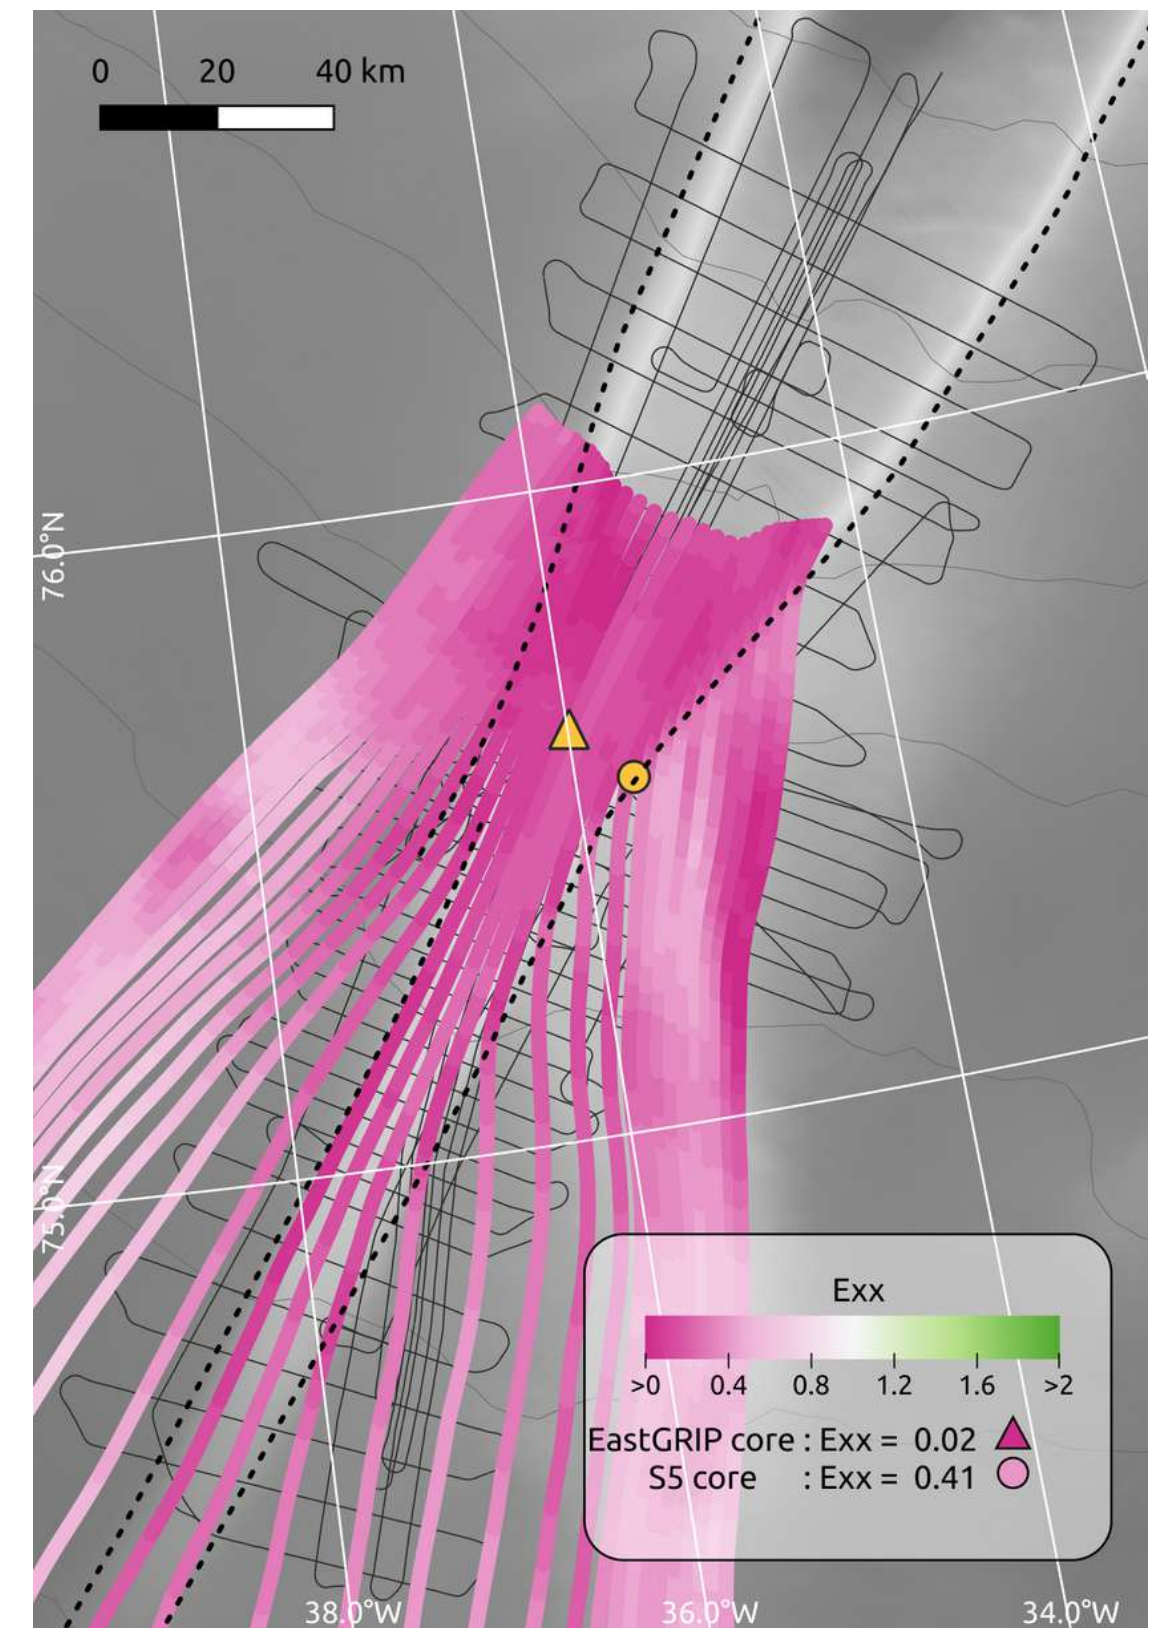 0 20 40 km
76.0°N
75.0°N
Exx
>0 0.4 0.8 1.2 1.6 >2
EastGRIP core : Exx = 0.02
S5 core : Exx = 0.41
38.0°W 36.0°W 34.0°W